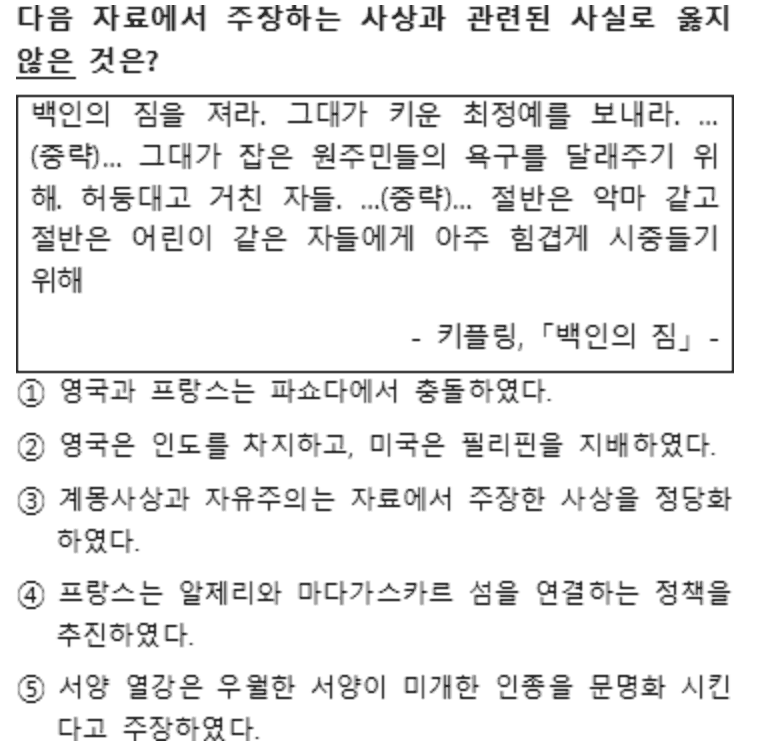 다음 자료에서 주장하는 사상과 관련된 사실로 옳지
않은 것은?
백인의 짐을 져라. 그대가 키운 최정예를 보내라. ...
(중략)... 그대가 잡은 원주민들의 욕구를 달래주기 위
해. 허둥대고 거친 자들. ...(중략)... 절반은 악마 같고
절반은 어린이 같은 자들에게 아주 힘겹게 시중들기
위해
- 키플링, 「백인의 짐」 -
① 영국과 프랑스는 파쇼다에서 충돌하였다.
② 영국은 인도를 차지하고, 미국은 필리핀을 지배하였다.
③ 계몽사상과 자유주의는 자료에서 주장한 사상을 정당화
하였다.
④ 프랑스는 알제리와 마다가스카르 섬을 연결하는 정책을
추진하였다.
⑤ 서양 열강은 우월한 서양이 미개한 인종을 문명화 시킨
다고 주장하였다.